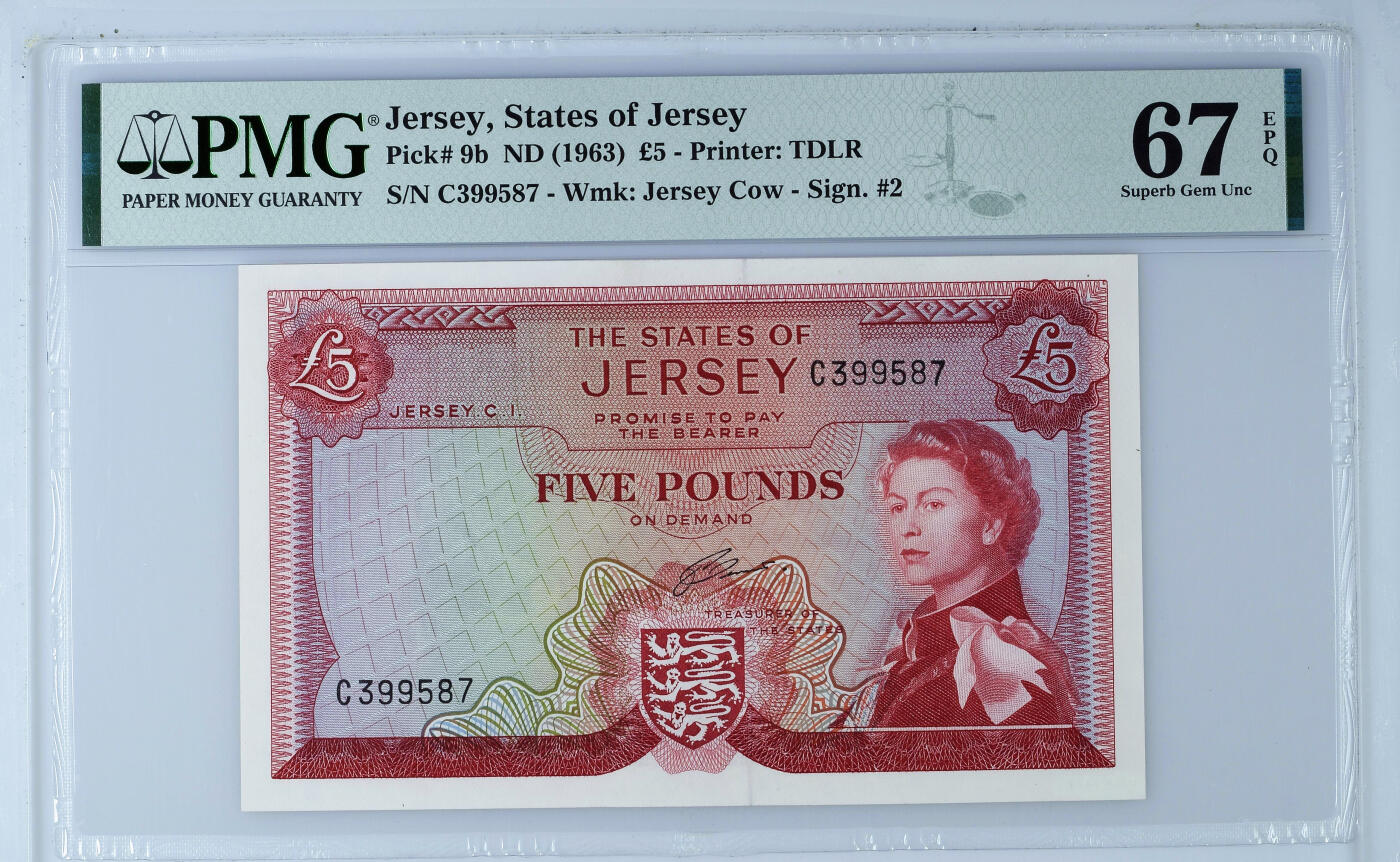 PMG®
PAPER MONEY GUARANTY
Jersey, States of Jersey
Pick# 9b ND (1963) £5 - Printer: TDLR
S/N C399587 - Wmk: Jersey Cow - Sign. #2
67
EPQ
Superb Gem Unc
£5
THE STATES OF
JERSEY C399587
£5
JERSEY. C. I.
PROMISE TO PAY
THE BEARER
FIVE POUNDS
ON DEMAND
TREASURER OF
THE STATES
C399587